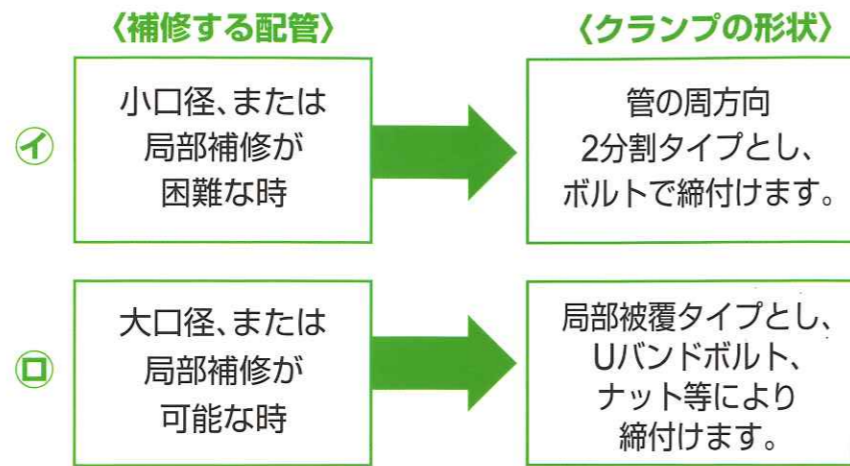 〈補修する配管〉
〈クランプの形状〉
イ
小口径、または
局部補修が
困難な時
管の周方向
2分割タイプとし、
ボルトで締付けます。
ロ
大口径、または
局部補修が
可能な時
局部被覆タイプとし、
Uバンドボルト、
ナット等により
締付けます。